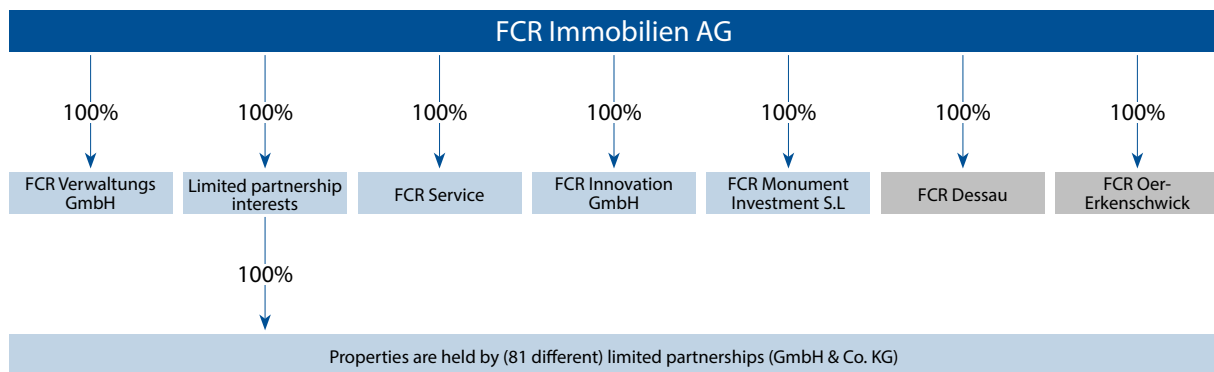 FCR Immobilien AG
100%
100%
100%
100%
100%
100%
100%
FCR Verwaltungs
GmbH
Limited partnership
interests
FCR Service
FCR Innovation
GmbH
FCR Monument
Investment S.L
FCR Dessau
FCR Oer-
Erkenschwick
100%
Properties are held by (81 different) limited partnerships (GmbH & Co. KG)